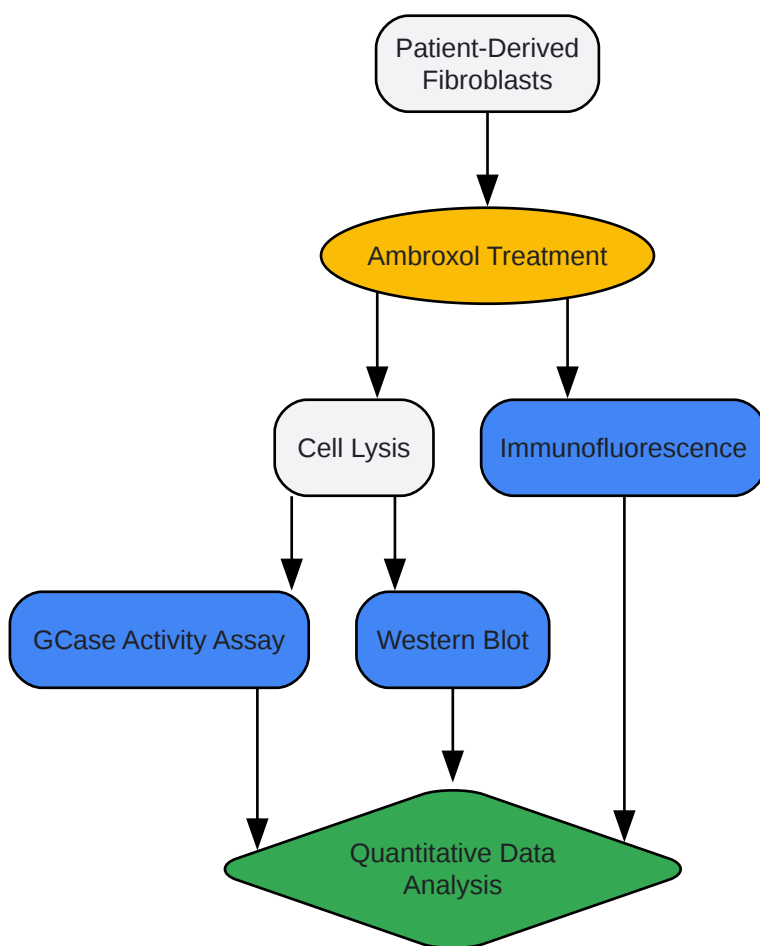 Patient-Derived
Fibroblasts
Ambroxol Treatment
Cell Lysis
Immunofluorescence
GCase Activity Assay
Western Blot
Quantitative Data
Analysis